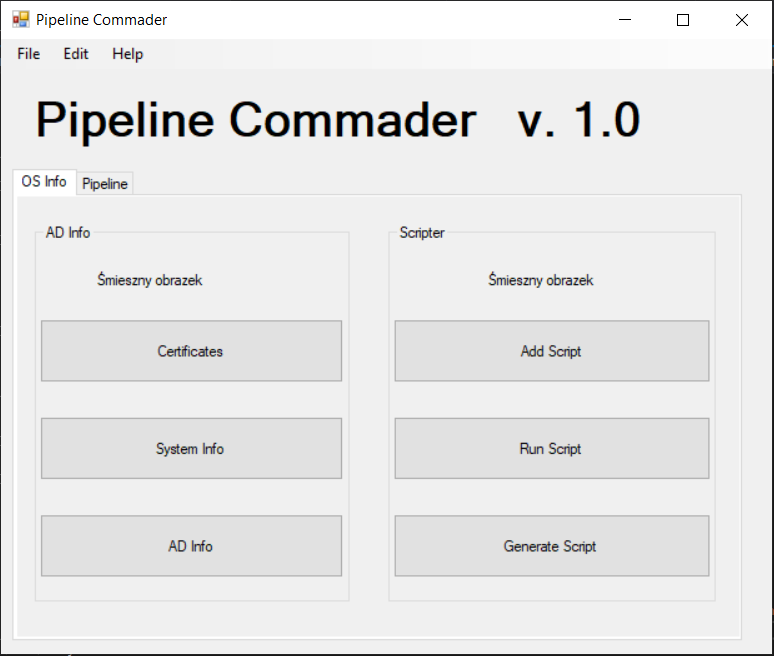 Pipeline Commader
File Edit Help
Pipeline Commader v. 1.0
OS Info Pipeline
AD Info
Śmieszny obrazek
Certificates
System Info
AD Info
Scripter
Śmieszny obrazek
Add Script
Run Script
Generate Script